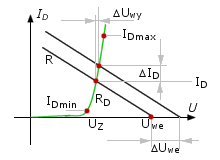 I_D
ΔU_wy
I_Dmax
R
ΔI_D
I_D
R_D
I_Dmin
U
U_Z
U_we
ΔU_we